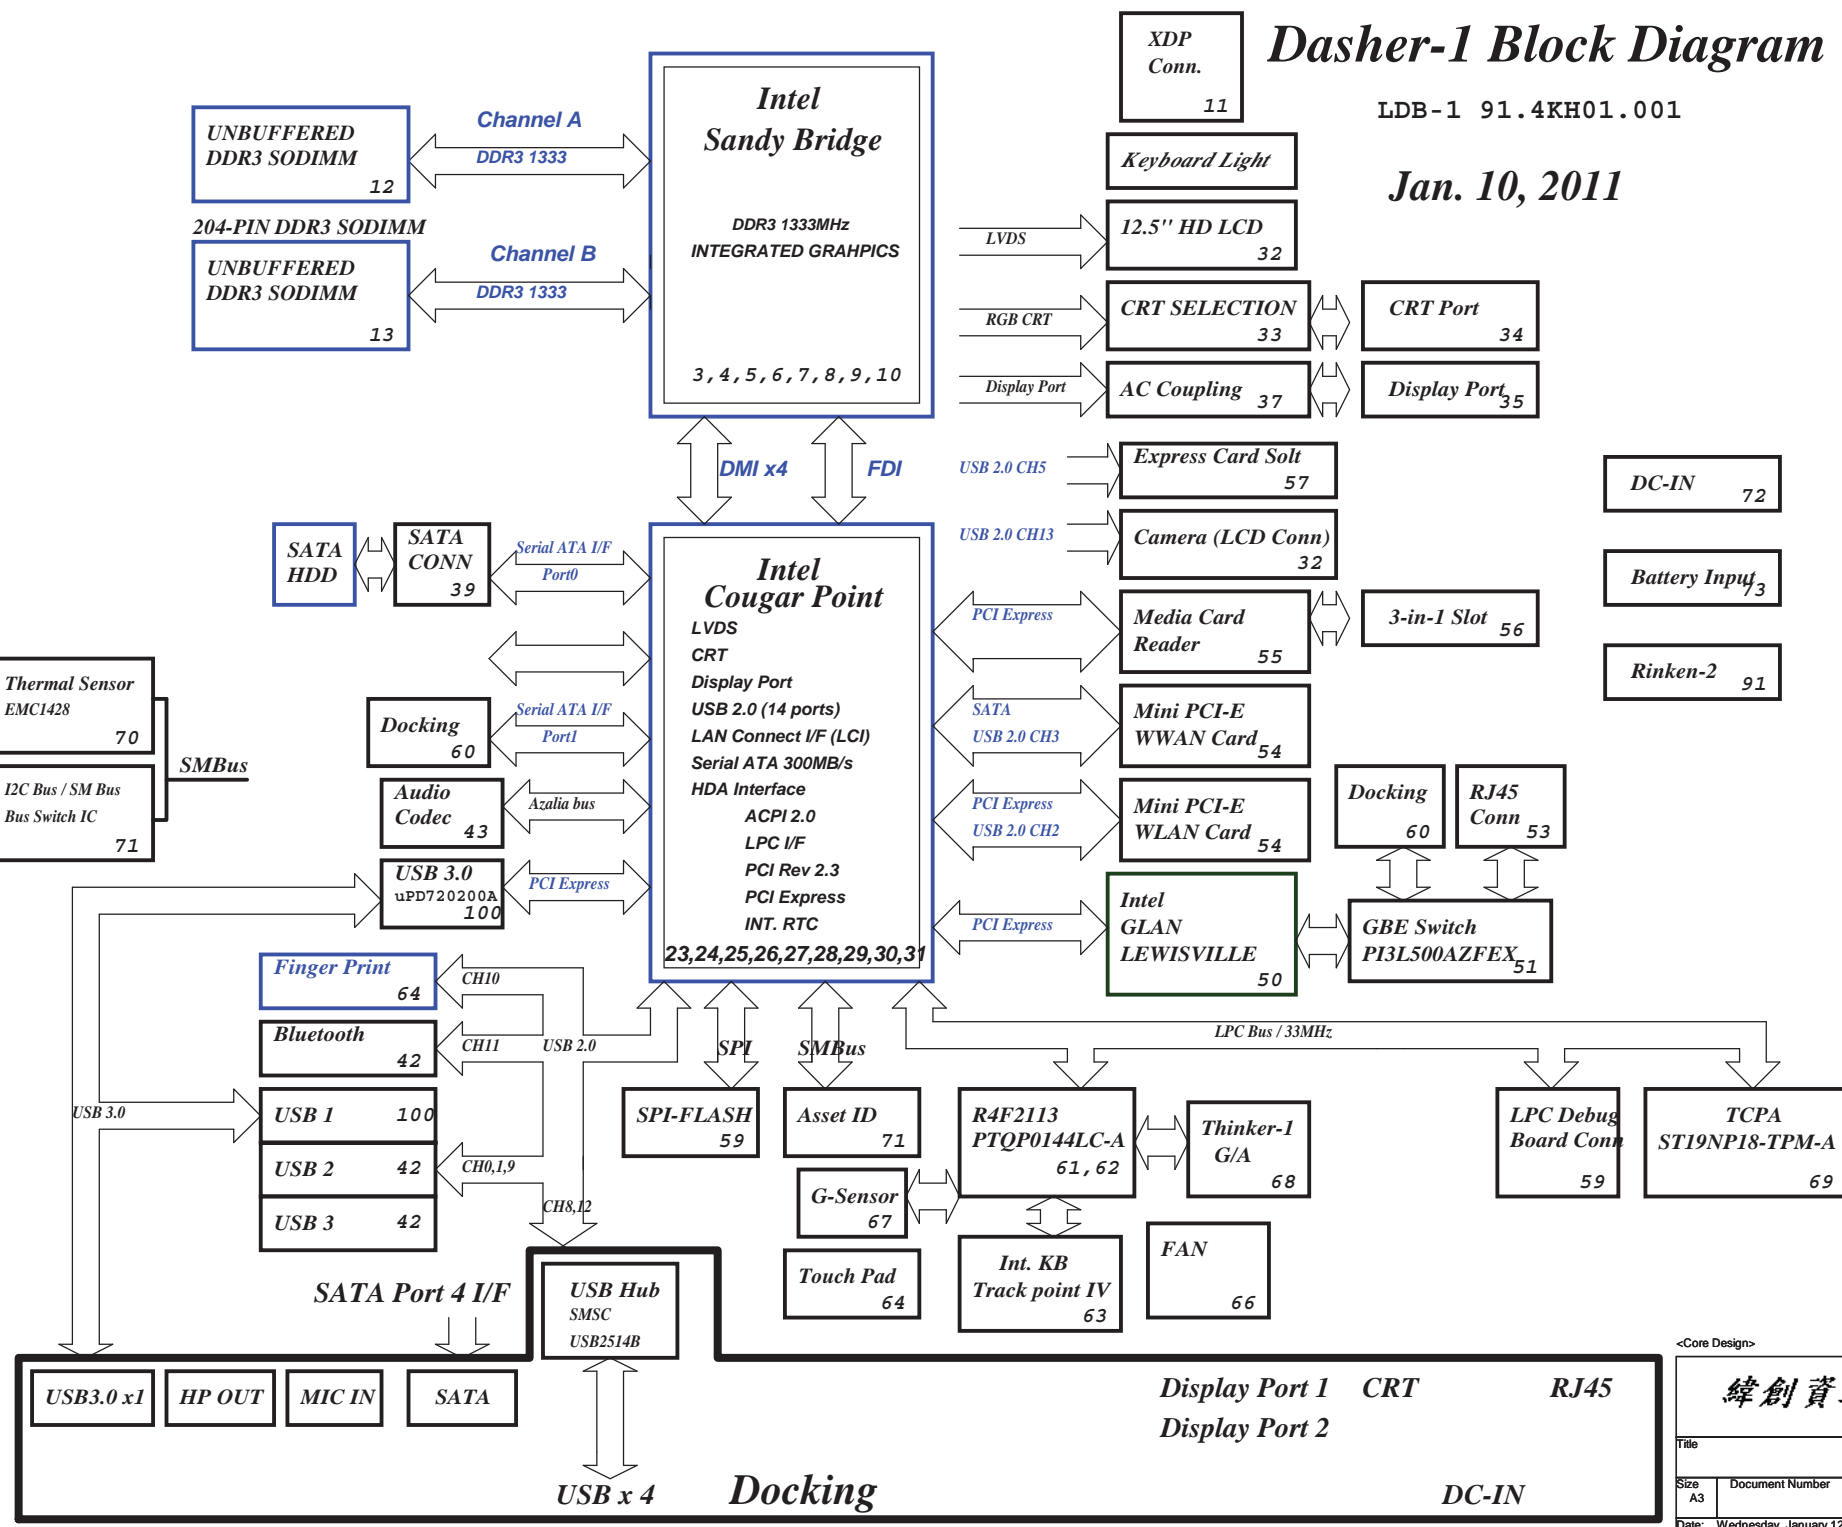 Dasher-1 Block Diagram
LDB-1 91.4KH01.001
Jan. 10, 2011
XDP
Conn.
11
Keyboard Light
UNBUFFERED
DDR3 SODIMM
12
Channel A
DDR3 1333
204-PIN DDR3 SODIMM
UNBUFFERED
DDR3 SODIMM
13
Channel B
DDR3 1333
Intel
Sandy Bridge
DDR3 1333MHz
INTEGRATED GRAHPICS
3,4,5,6,7,8,9,10
LVDS
12.5'' HD LCD
32
RGB CRT
CRT SELECTION
33
CRT Port
34
Display Port
AC Coupling
37
Display Port
35
DMI x4
FDI
USB 2.0 CH5
Express Card Solt
57
USB 2.0 CH13
Camera (LCD Conn)
32
DC-IN
72
Battery Input
73
Rinken-2
91
SATA
HDD
SATA
CONN
39
Serial ATA I/F
Port0
Docking
60
Serial ATA I/F
Port1
Audio
Codec
43
Azalia bus
USB 3.0
uPD720200A
100
PCI Express
Intel
Cougar Point
LVDS
CRT
Display Port
USB 2.0 (14 ports)
LAN Connect I/F (LCI)
Serial ATA 300MB/s
HDA Interface
ACPI 2.0
LPC I/F
PCI Rev 2.3
PCI Express
INT. RTC
23,24,25,26,27,28,29,30,31
PCI Express
Media Card
Reader
55
3-in-1 Slot
56
SATA
USB 2.0 CH3
Mini PCI-E
WWAN Card
54
PCI Express
USB 2.0 CH2
Mini PCI-E
WLAN Card
54
PCI Express
Intel
GLAN
LEWISVILLE
50
Docking
60
RJ45
Conn
53
GBE Switch
PI3L500AZFEX
51
Thermal Sensor
EMC1428
70
I2C Bus / SM Bus
Bus Switch IC
71
SMBus
Finger Print
64
CH10
Bluetooth
42
CH11
USB 2.0
USB 3.0
USB 1
100
USB 2
42
CH0,1,9
USB 3
42
CH8,12
SPI
SMBus
LPC Bus / 33MHz
SPI-FLASH
59
Asset ID
71
R4F2113
PTQP0144LC-A
61,62
Thinker-1
G/A
68
LPC Debug
Board Conn
59
TCPA
ST19NP18-TPM-A
69
G-Sensor
67
Touch Pad
64
Int. KB
Track point IV
63
FAN
66
SATA Port 4 I/F
USB Hub
SMSC
USB2514B
USB3.0 x1
HP OUT
MIC IN
SATA
USB x 4
Docking
Display Port 1
CRT
RJ45
Display Port 2
DC-IN
<Core Design>
緯創資
Title
Size
A3
Document Number
Date:
Wednesday, January 12